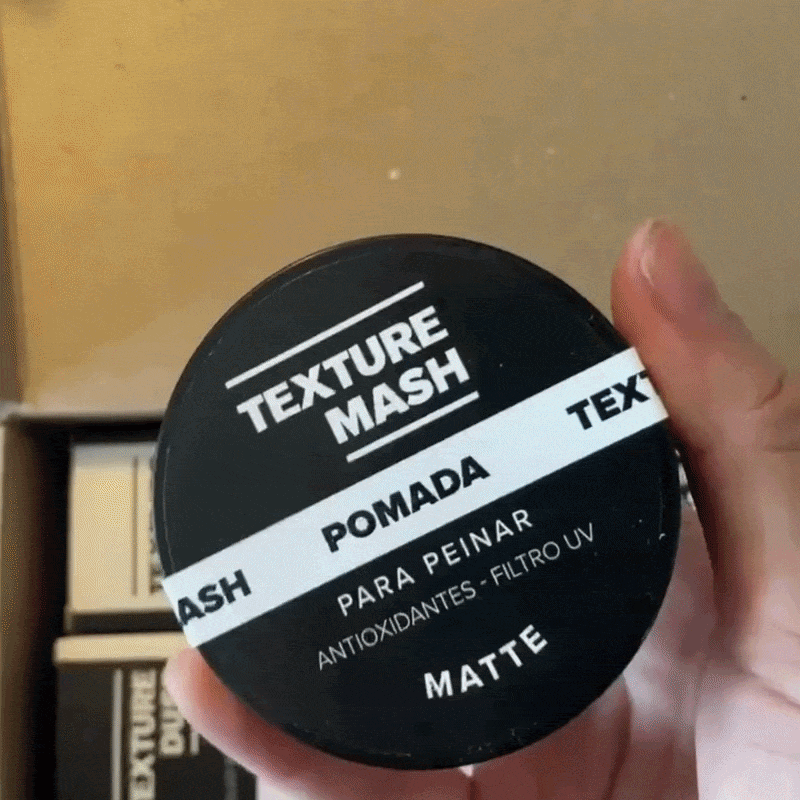 TEXTURE
MASH
TEXT
POMADA
ASH
PARA PEINAR
ANTIOXIDANTES - FILTRO UV
MATTE
TEXTURE